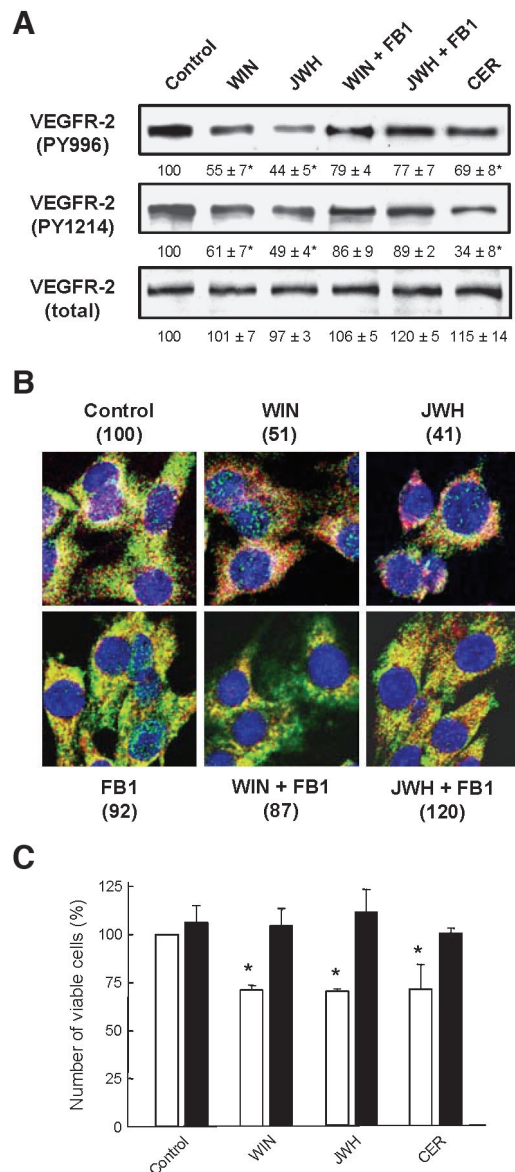 A
Control WIN JWH WIN + FB1 JWH + FB1 CER
VEGFR-2
(PY996)
100 55 ± 7* 44 ± 5* 79 ± 4 77 ± 7 69 ± 8*
VEGFR-2
(PY1214)
100 61 ± 7* 49 ± 4* 86 ± 9 89 ± 2 34 ± 8*
VEGFR-2
(total)
100 101 ± 7 97 ± 3 106 ± 5 120 ± 5 115 ± 14
B
Control WIN JWH
(100) (51) (41)
FB1 WIN + FB1 JWH + FB1
(92) (87) (120)
C
Number of viable cells (%)
125
100
75
50
25
0
* * *
Control WIN JWH CER